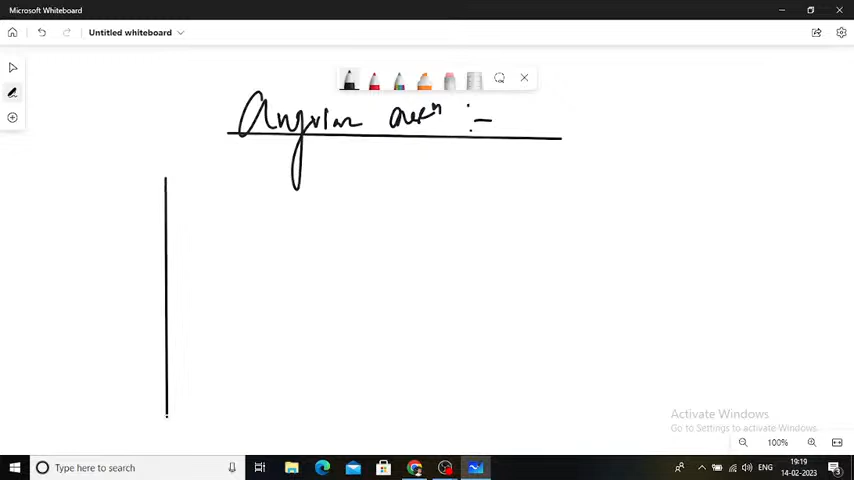 Microsoft Whiteboard
Untitled whiteboard
Angular
:-
Activate Windows
Go to Settings to activate Windows.
100%
Type here to search
ENG
19:19
14-02-2023
3